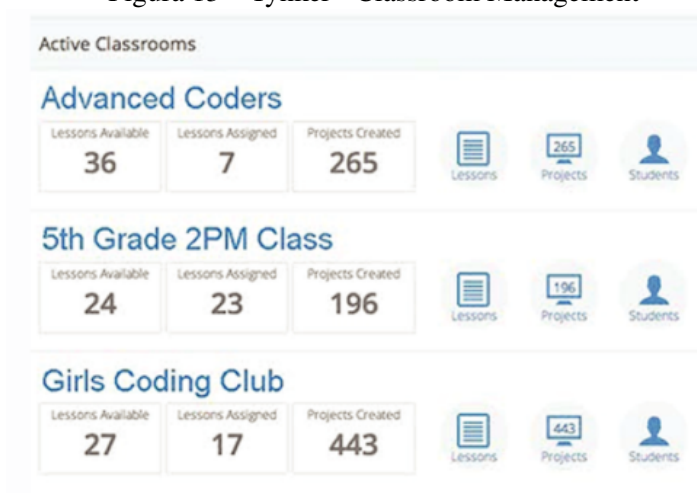 Active Classrooms
Advanced Coders
Lessons Available Lessons Assigned Projects Created
36 7 265
265
Lessons Projects Students
5th Grade 2PM Class
Lessons Available Lessons Assigned Projects Created
24 23 196
196
Lessons Projects Students
Girls Coding Club
Lessons Available Lessons Assigned Projects Created
27 17 443
443
Lessons Projects Students